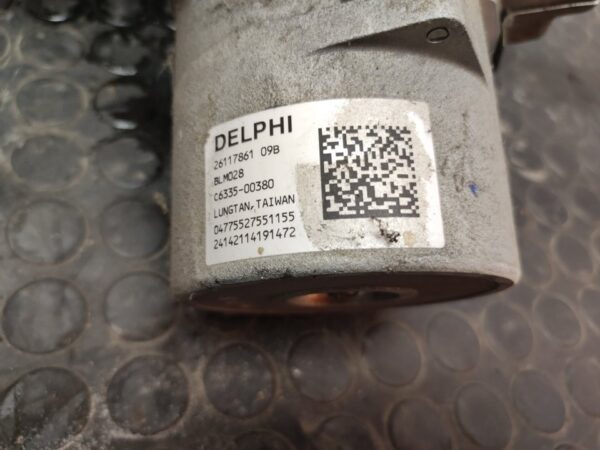 DELPHI
26117861 09B
BLM028
C6335-00380
LUNGTAN,TAIWAN
04775527551155
24142114191472